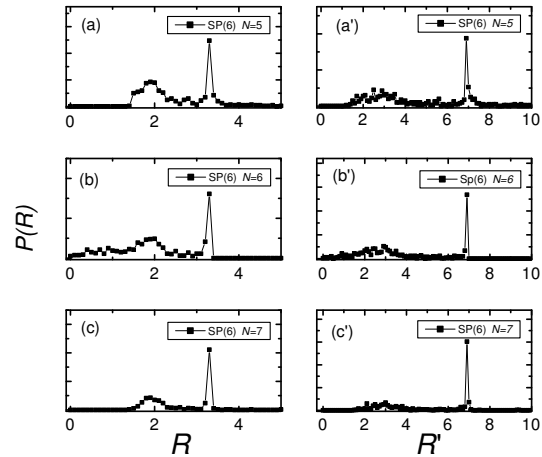 (a) SP(6) N=5
0 2 4
(a') SP(6) N=5
0 2 4 6 8 10
(b) SP(6) N=6
0 2 4
(b') Sp(6) N=6
0 2 4 6 8 10
P(R)
(c) SP(6) N=7
0 2 4
R
(c') SP(6) N=7
0 2 4 6 8 10
R'